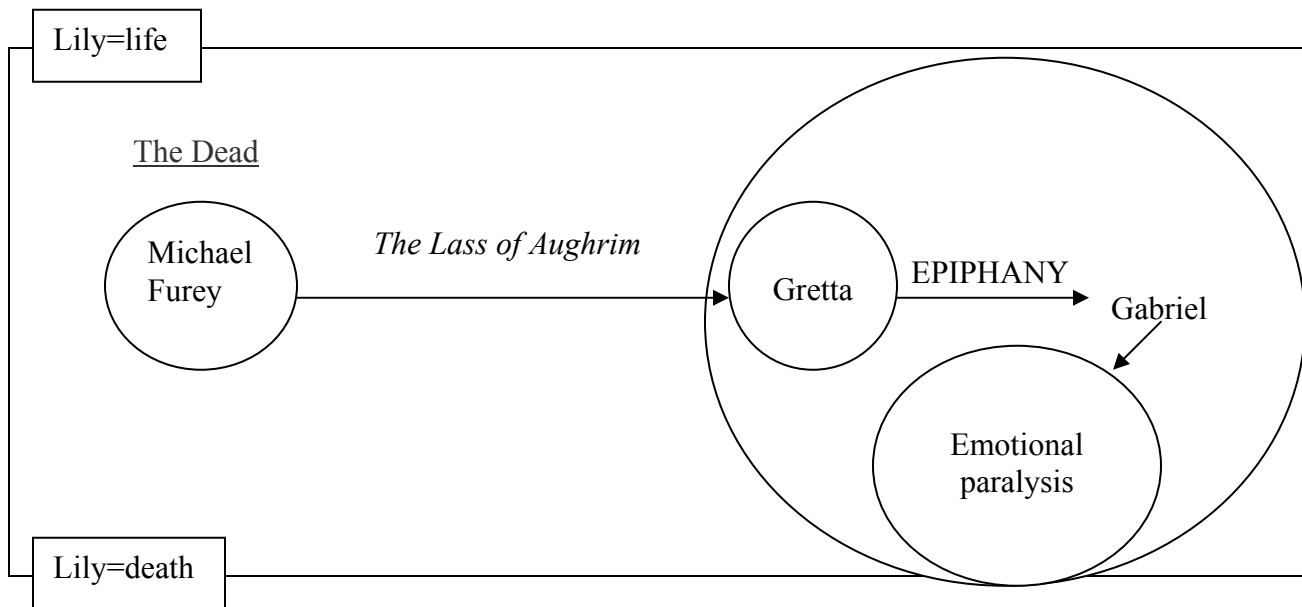 Lily=life
The Dead
Michael
Furey
The Lass of Aughrim
Gretta
EPIPHANY
Gabriel
Emotional
paralysis
Lily=death